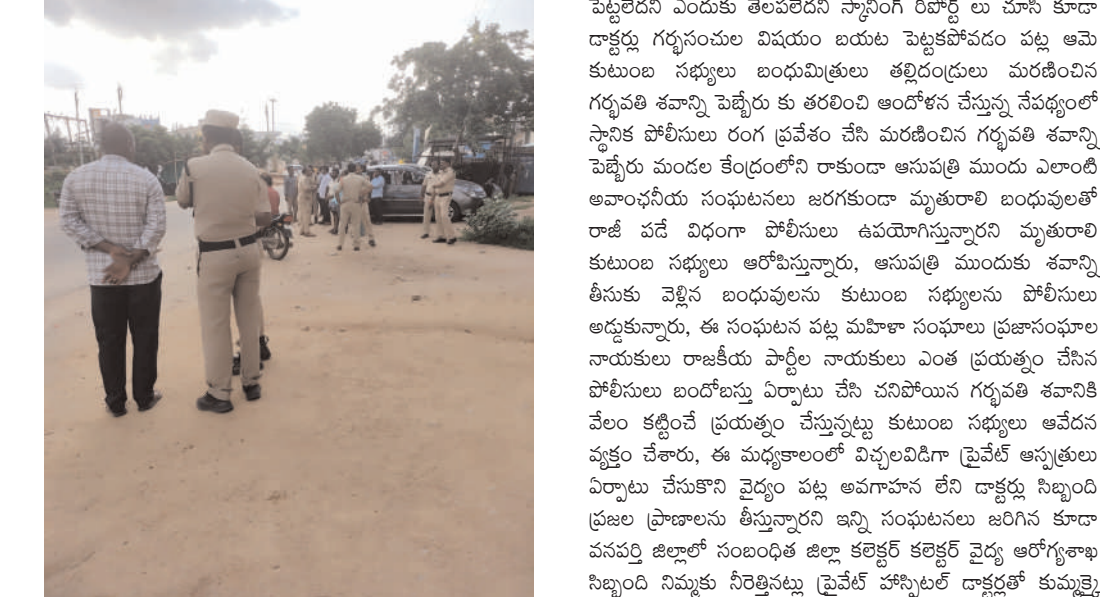 పెట్టలేదని ఎందుకు తెలపలేదని స్కానింగ్ రిపోర్ట్ లు చూసి కూడా
డాక్టర్లు గర్భసంచుల విషయం బయట పెట్టకపోవడం పట్ల ఆమె
కుటుంబ సభ్యులు బంధుమిత్రులు తల్లిదండ్రులు మరణించిన
గర్భవతి శవాన్ని పెబ్బేరు కు తరలించి ఆందోళన చేస్తున్న నేపథ్యంలో
స్థానిక పోలీసులు రంగ ప్రవేశం చేసి మరణించిన గర్భవతి శవాన్ని
పెబ్బేరు మండల కేంద్రంలోని రాకుండా ఆసుపత్రి ముందు ఎలాంటి
అవాంఛనీయ సంఘటనలు జరగకుండా మృతురాలి బంధువులతో
రాజీ పడే విధంగా పోలీసులు ఉపయోగిస్తున్నారని మృతురాలి
కుటుంబ సభ్యులు ఆరోపిస్తున్నారు, ఆసుపత్రి ముందుకు శవాన్ని
తీసుకు వెళ్లిన బంధువులను కుటుంబ సభ్యులను పోలీసులు
అడ్డుకున్నారు, ఈ సంఘటన పట్ల మహిళా సంఘాలు ప్రజాసంఘాల
నాయకులు రాజకీయ పార్టీల నాయకులు ఎంత ప్రయత్నం చేసిన
పోలీసులు బందోబస్తు ఏర్పాటు చేసి చనిపోయిన గర్భవతి శవానికి
వేలం కట్టించే ప్రయత్నం చేస్తున్నట్టు కుటుంబ సభ్యులు ఆవేదన
వ్యక్తం చేశారు, ఈ మధ్యకాలంలో విచ్చలవిడిగా ప్రైవేట్ ఆస్పత్రులు
ఏర్పాటు చేసుకొని వైద్యం పట్ల అవగాహన లేని డాక్టర్లు సిబ్బంది
ప్రజల ప్రాణాలను తీస్తున్నారని ఇన్ని సంఘటనలు జరిగిన కూడా
వనపర్తి జిల్లాలో సంబంధిత జిల్లా కలెక్టర్ కలెక్టర్ వైద్య ఆరోగ్యశాఖ
సిబ్బంది నిమ్మకు నీరెత్తినట్లు ప్రైవేట్ హాస్పిటల్ డాక్టర్లతో కుమ్మక్కై